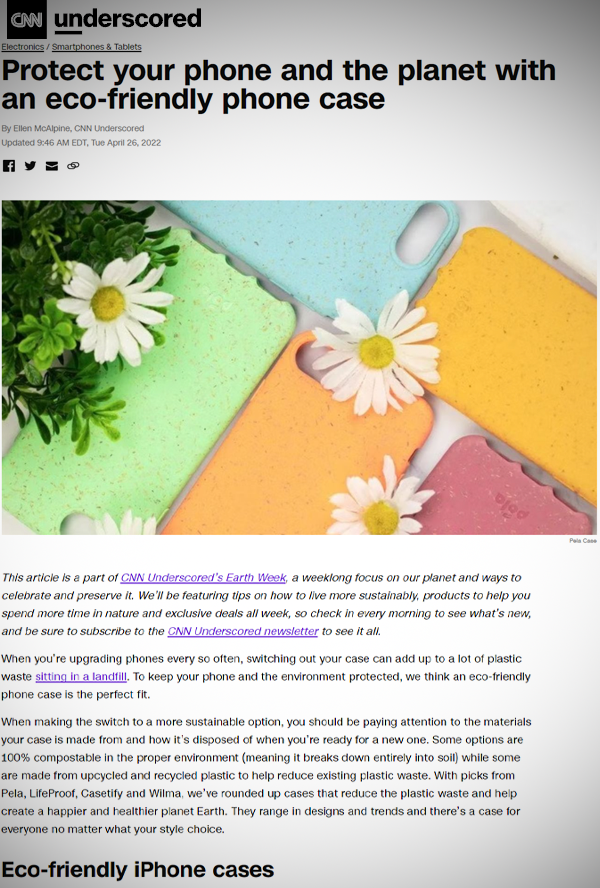 CNN underscored
Electronics / Smartphones & Tablets
Protect your phone and the planet with
an eco-friendly phone case
By Ellen McAlpine, CNN Underscored
Updated 9:46 AM EDT, Tue April 26, 2022
pela
Pela Case
This article is a part of CNN Underscored's Earth Week, a weeklong focus on our planet and ways to
celebrate and preserve it. We'll be featuring tips on how to live more sustainably, products to help you
spend more time in nature and exclusive deals all week, so check in every morning to see what's new,
and be sure to subscribe to the CNN Underscored newsletter to see it all.
When you're upgrading phones every so often, switching out your case can add up to a lot of plastic
waste sitting in a landfill. To keep your phone and the environment protected, we think an eco-friendly
phone case is the perfect fit.
When making the switch to a more sustainable option, you should be paying attention to the materials
your case is made from and how it's disposed of when you're ready for a new one. Some options are
100% compostable in the proper environment (meaning it breaks down entirely into soil) while some
are made from upcycled and recycled plastic to help reduce existing plastic waste. With picks from
Pela, LifeProof, Casetify and Wilma, we've rounded up cases that reduce the plastic waste and help
create a happier and healthier planet Earth. They range in designs and trends and there's a case for
everyone no matter what your style choice.
Eco-friendly iPhone cases